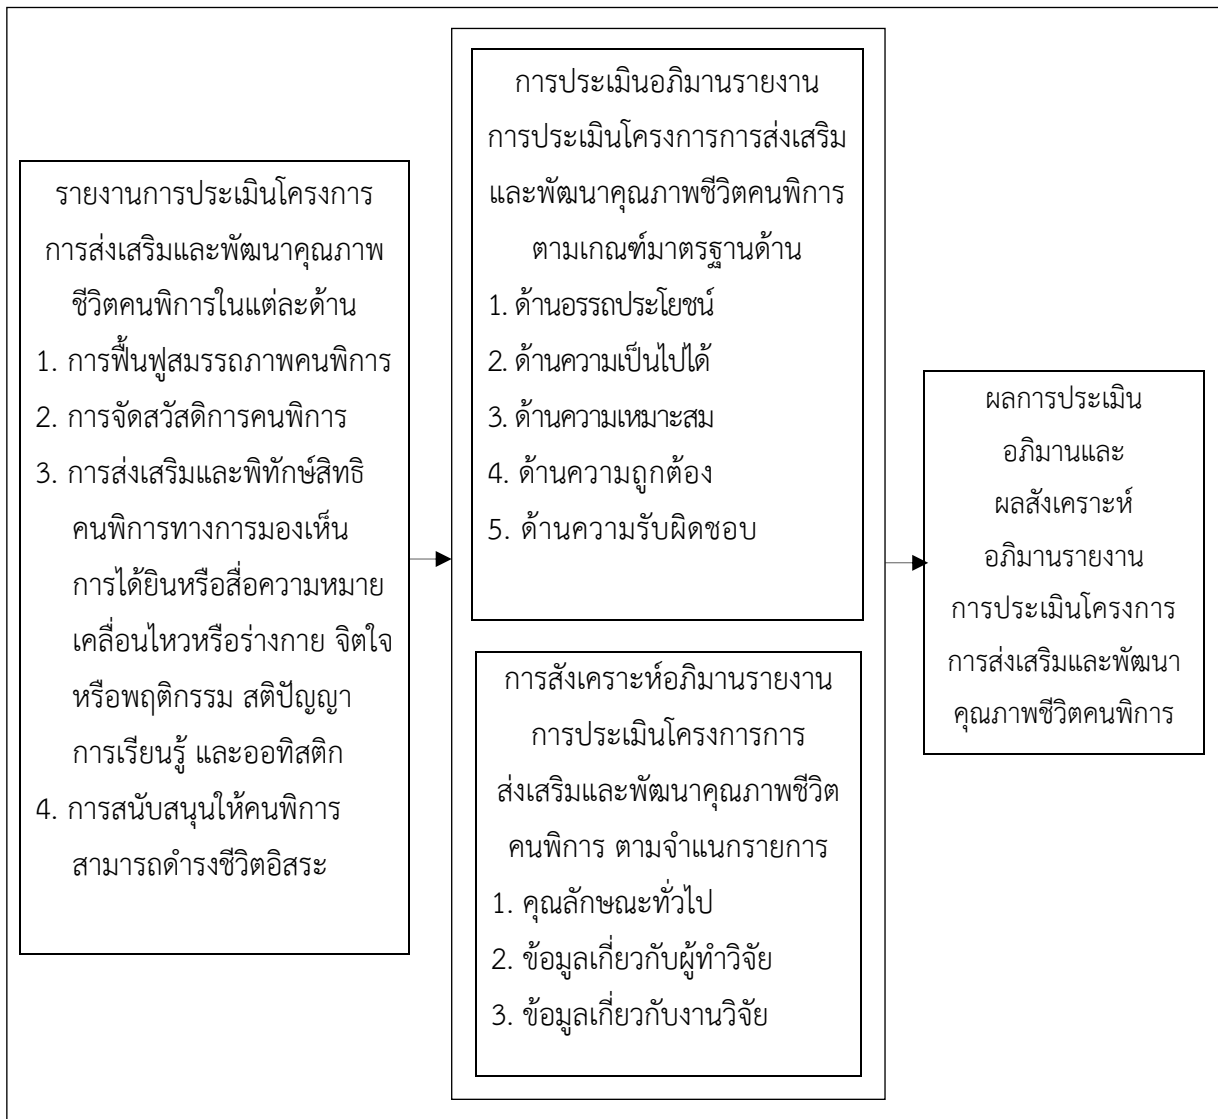 รายงานการประเมินโครงการ
การส่งเสริมและพัฒนาคุณภาพ
ชีวิตคนพิการในแต่ละด้าน
1. การฟื้นฟูสมรรถภาพคนพิการ
2. การจัดสวัสดิการคนพิการ
3. การส่งเสริมและพิทักษ์สิทธิ
คนพิการทางการมองเห็น
การได้ยินหรือสื่อความหมาย
เคลื่อนไหวหรือร่างกาย จิตใจ
หรือพฤติกรรม สติปัญญา
การเรียนรู้ และออทิสติก
4. การสนับสนุนให้คนพิการ
สามารถดำรงชีวิตอิสระ
การประเมินอภิมานรายงาน
การประเมินโครงการการส่งเสริม
และพัฒนาคุณภาพชีวิตคนพิการ
ตามเกณฑ์มาตรฐานด้าน
1. ด้านอรรถประโยชน์
2. ด้านความเป็นไปได้
3. ด้านความเหมาะสม
4. ด้านความถูกต้อง
5. ด้านความรับผิดชอบ
การสังเคราะห์อภิมานรายงาน
การประเมินโครงการการ
ส่งเสริมและพัฒนาคุณภาพชีวิต
คนพิการ ตามจำแนกรายการ
1. คุณลักษณะทั่วไป
2. ข้อมูลเกี่ยวกับผู้ทำวิจัย
3. ข้อมูลเกี่ยวกับงานวิจัย
ผลการประเมิน
อภิมานและ
ผลสังเคราะห์
อภิมานรายงาน
การประเมินโครงการ
การส่งเสริมและพัฒนา
คุณภาพชีวิตคนพิการ